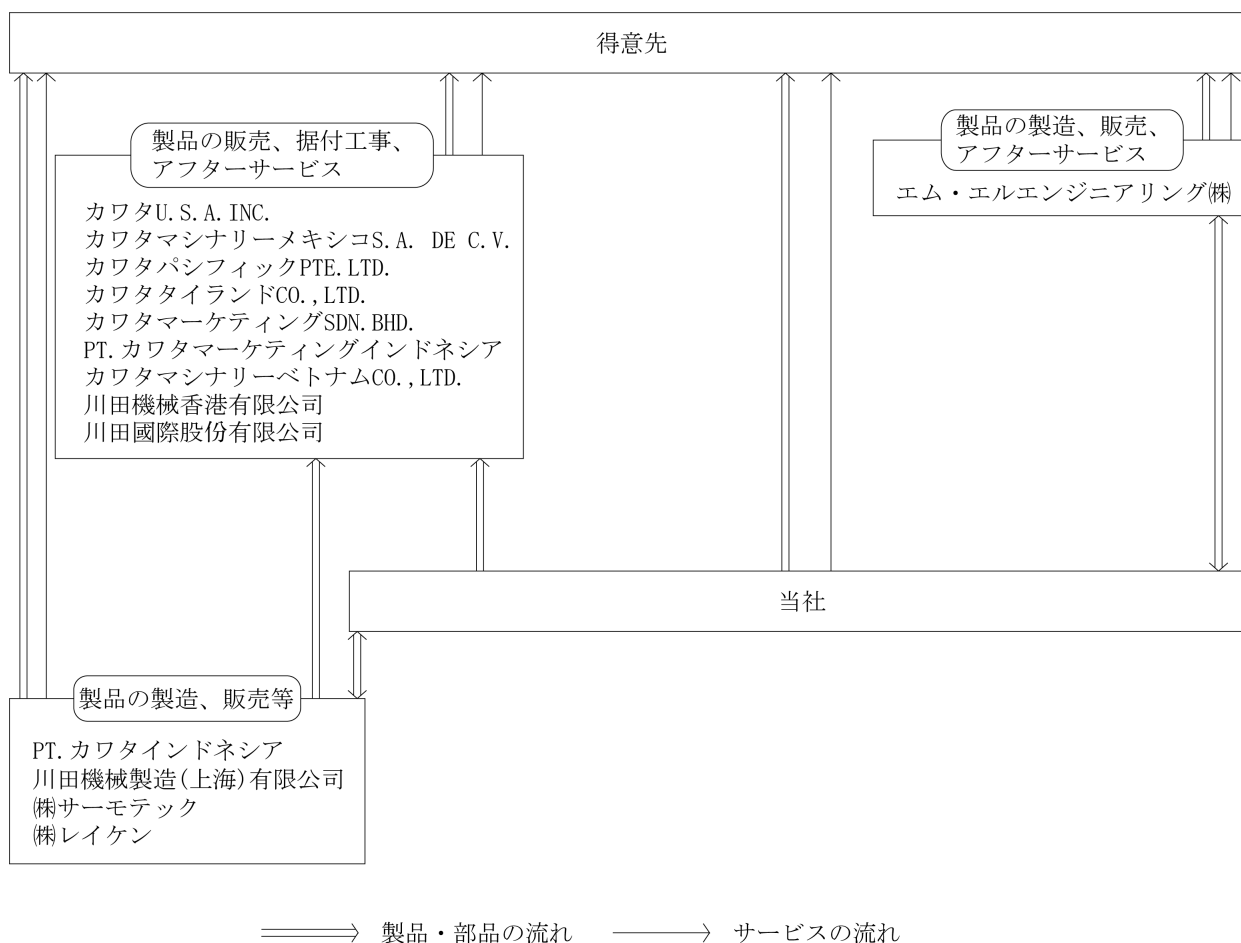 得意先
製品の販売、据付工事、
アフターサービス
カワタU.S.A.INC.
カワタマシナリーメキシコS.A. DE C.V.
カワタパシフィックPTE.LTD.
カワタタイランドCO.,LTD.
カワタマーケティングSDN.BHD.
PT.カワタマーケティングインドネシア
カワタマシナリーベトナムCO.,LTD.
川田機械香港有限公司
川田國際股份有限公司
製品の製造、販売、
アフターサービス
エム・エルエンジニアリング㈱
当社
製品の製造、販売等
PT.カワタインドネシア
川田機械製造(上海)有限公司
㈱サーモテック
㈱レイケン
製品・部品の流れ
サービスの流れ